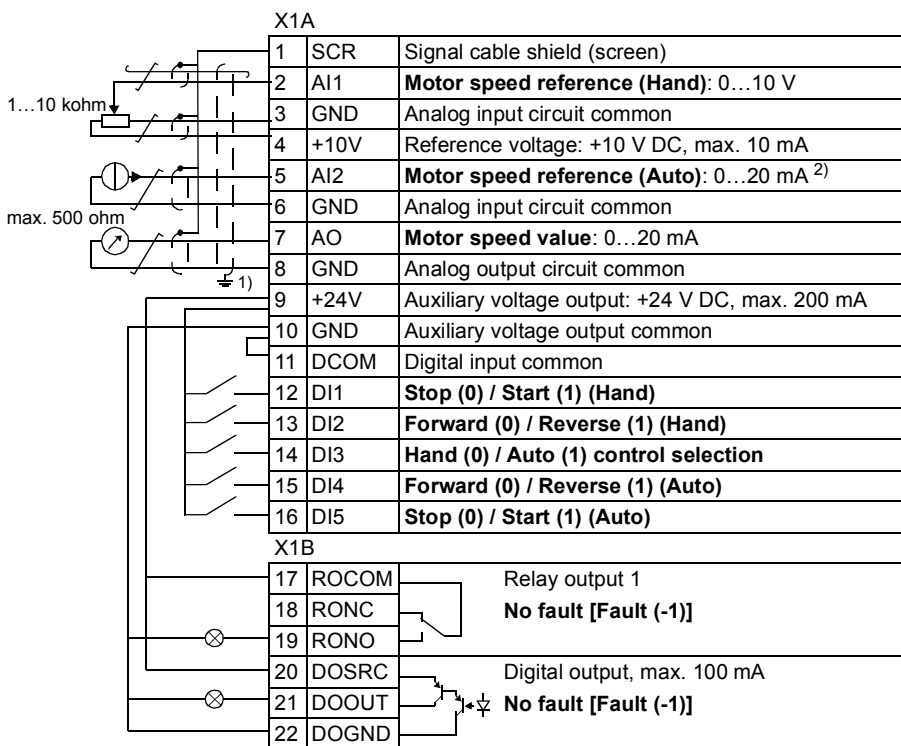 X1A
1 SCR Signal cable shield (screen)
2 AI1 Motor speed reference (Hand): 0…10 V
1…10 kohm
3 GND Analog input circuit common
4 +10V Reference voltage: +10 V DC, max. 10 mA
5 AI2 Motor speed reference (Auto): 0…20 mA 2)
6 GND Analog input circuit common
max. 500 ohm
7 AO Motor speed value: 0…20 mA
8 GND Analog output circuit common
1)
9 +24V Auxiliary voltage output: +24 V DC, max. 200 mA
10 GND Auxiliary voltage output common
11 DCOM Digital input common
12 DI1 Stop (0) / Start (1) (Hand)
13 DI2 Forward (0) / Reverse (1) (Hand)
14 DI3 Hand (0) / Auto (1) control selection
15 DI4 Forward (0) / Reverse (1) (Auto)
16 DI5 Stop (0) / Start (1) (Auto)
X1B
17 ROCOM Relay output 1
18 RONC No fault [Fault (-1)]
19 RONO
20 DOSRC Digital output, max. 100 mA
21 DOOUT No fault [Fault (-1)]
22 DOGND